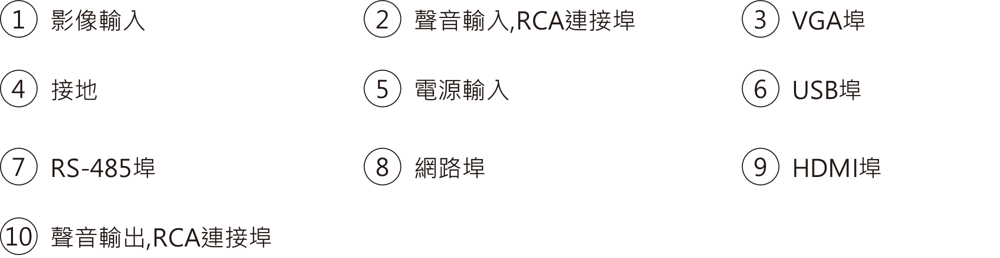 1 影像輸入 2 聲音輸入,RCA連接埠 3 VGA埠
4 接地 5 電源輸入 6 USB埠
7 RS-485埠 8 網路埠 9 HDMI埠
10 聲音輸出,RCA連接埠